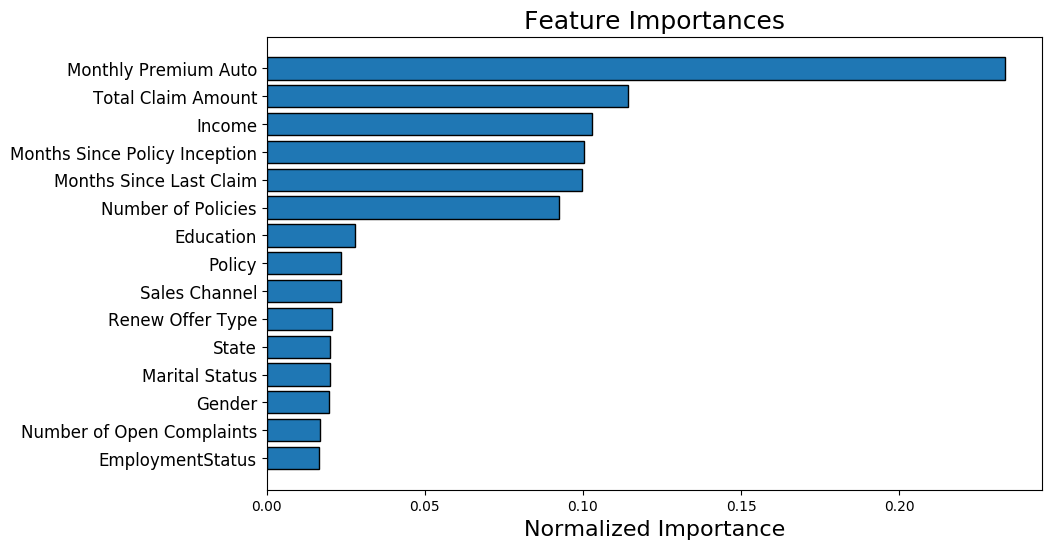 Feature Importances
Monthly Premium Auto
Total Claim Amount
Income
Months Since Policy Inception
Months Since Last Claim
Number of Policies
Education
Policy
Sales Channel
Renew Offer Type
State
Marital Status
Gender
Number of Open Complaints
EmploymentStatus
0.00 0.05 0.10 0.15 0.20
Normalized Importance